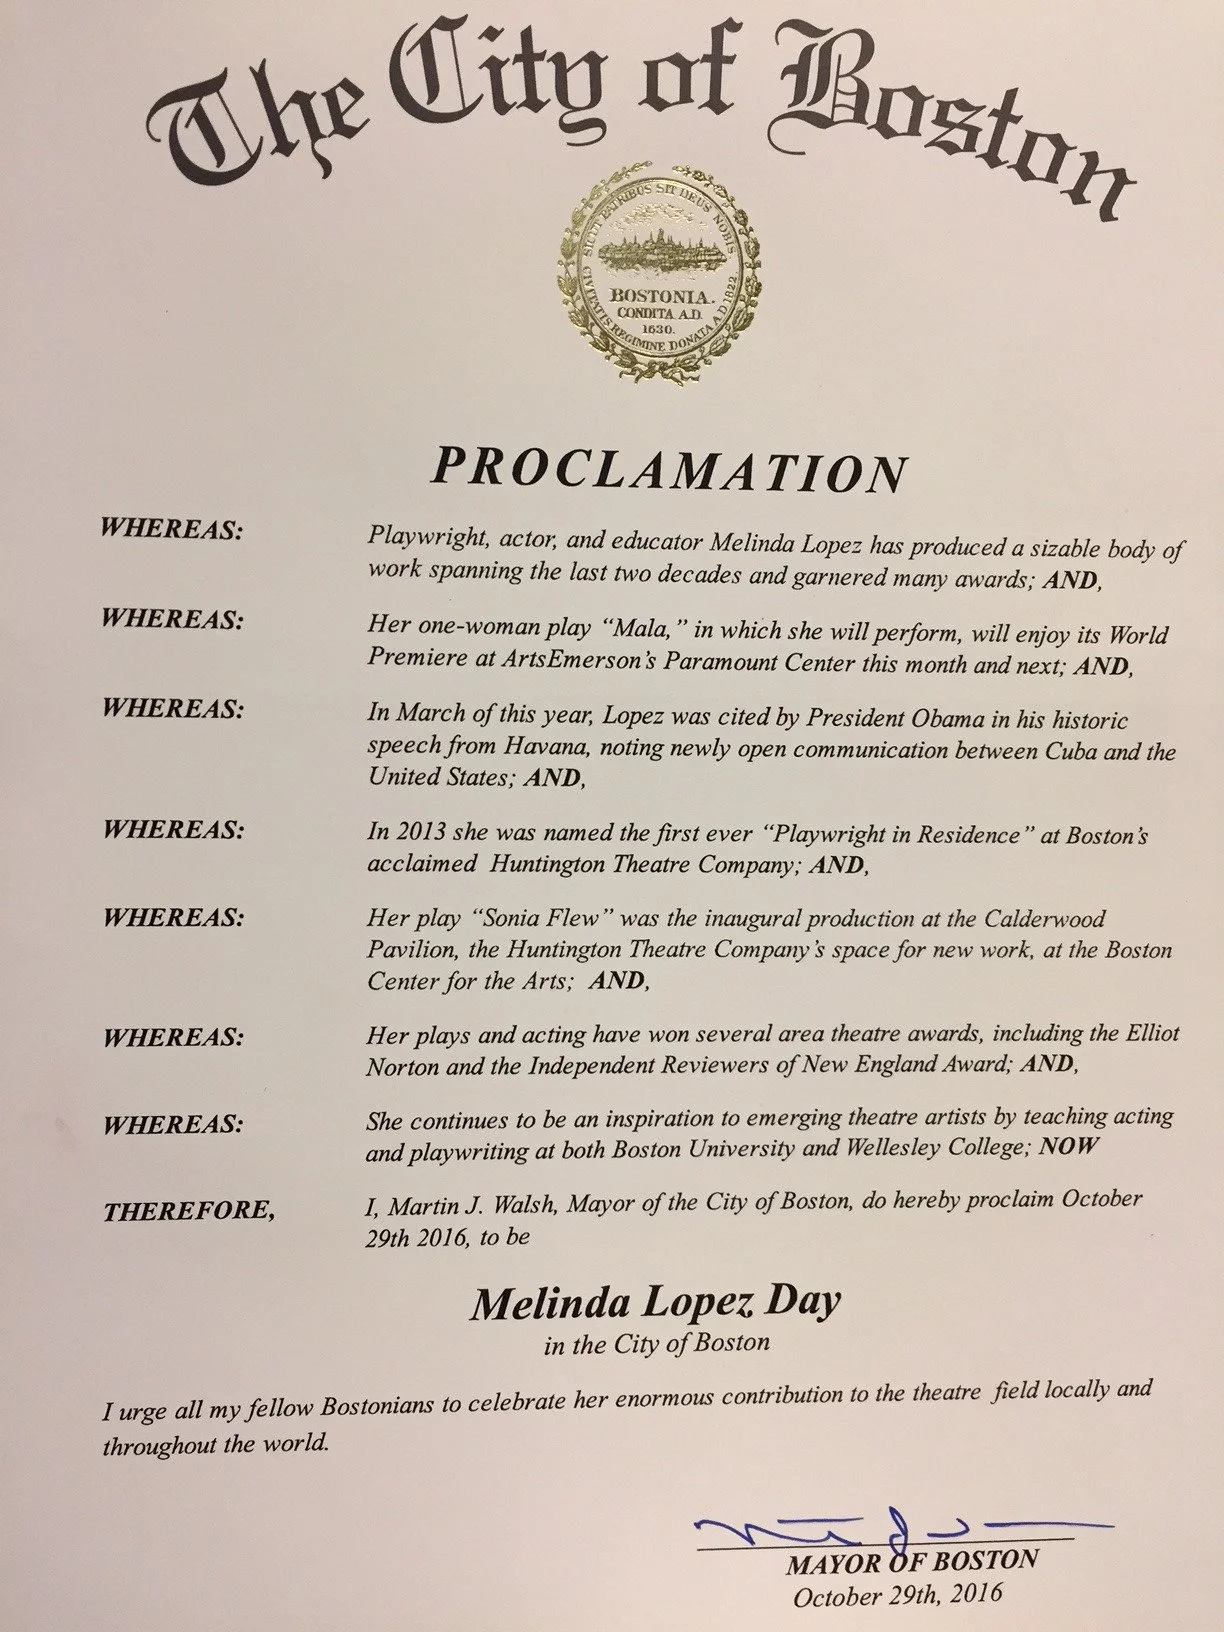 The City of Boston
SICUT PATRIBUS SIT DEUS NOBIS
CIVITATIS REGIMINE DONATA A.D. 1822
BOSTONIA.
CONDITA A.D.
1630.
PROCLAMATION
WHEREAS: Playwright, actor, and educator Melinda Lopez has produced a sizable body of
work spanning the last two decades and garnered many awards; AND,
WHEREAS: Her one-woman play “Mala,” in which she will perform, will enjoy its World
Premiere at ArtsEmerson’s Paramount Center this month and next; AND,
WHEREAS: In March of this year, Lopez was cited by President Obama in his historic
speech from Havana, noting newly open communication between Cuba and the
United States; AND,
WHEREAS: In 2013 she was named the first ever “Playwright in Residence” at Boston’s
acclaimed Huntington Theatre Company; AND,
WHEREAS: Her play “Sonia Flew” was the inaugural production at the Calderwood
Pavilion, the Huntington Theatre Company’s space for new work, at the Boston
Center for the Arts; AND,
WHEREAS: Her plays and acting have won several area theatre awards, including the Elliot
Norton and the Independent Reviewers of New England Award; AND,
WHEREAS: She continues to be an inspiration to emerging theatre artists by teaching acting
and playwriting at both Boston University and Wellesley College; NOW
THEREFORE, I, Martin J. Walsh, Mayor of the City of Boston, do hereby proclaim October
29th 2016, to be
Melinda Lopez Day
in the City of Boston
I urge all my fellow Bostonians to celebrate her enormous contribution to the theatre field locally and
throughout the world.
MAYOR OF BOSTON
October 29th, 2016